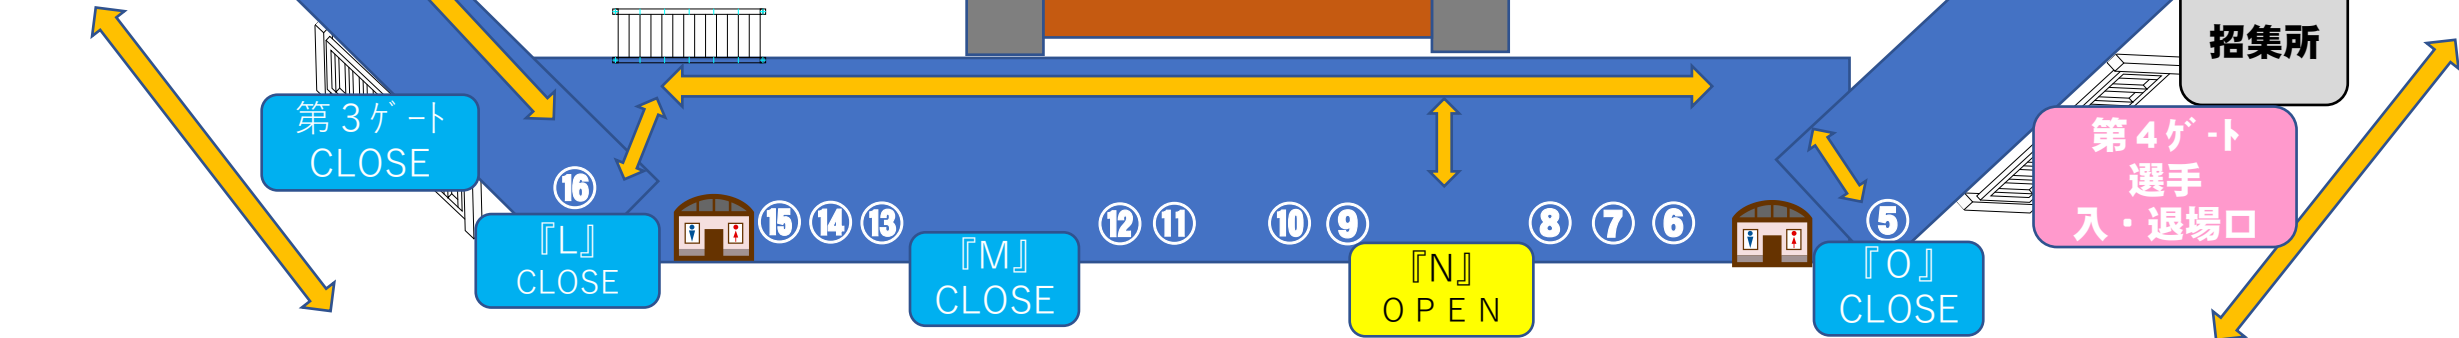 招集所
第３ｹﾞｰﾄ
CLOSE
第４ｹﾞｰﾄ
選手
入・退場口
⑯
⑮ ⑭ ⑬
⑫ ⑪
⑩ ⑨
⑧ ⑦ ⑥
⑤
『L』
CLOSE
『M』
CLOSE
『N』
ＯＰＥＮ
『O』
CLOSE